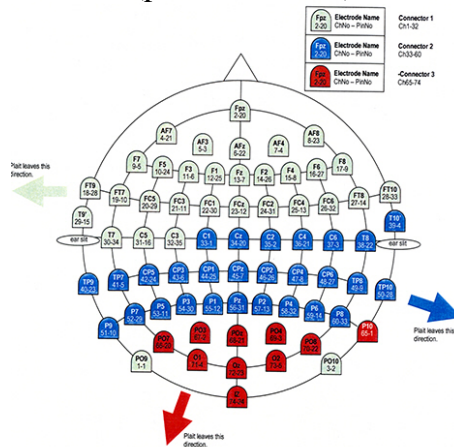 Fpz
2-20
Electrode Name
ChNo – PinNo
Connector 1
Ch1-32
Fpz
2-20
Electrode Name
ChNo – PinNo
Connector 2
Ch33-60
Fpz
2-20
Electrode Name
ChNo – PinNo
-Connector 3
Ch65-74
Fpz
2-20
AF7
4-21
AF8
8-23
AF3
5-3
AFz
6-22
AF4
7-4
F7
9-5
F5
10-24
F3
11-6
F1
12-25
Fz
13-7
F2
14-26
F4
15-8
F6
16-27
F8
17-9
Plait leaves this
direction.
FT9
18-28
FT7
19-10
FC5
20-29
FC3
21-11
FC1
22-30
FCz
23-12
FC2
24-31
FC4
25-13
FC6
26-32
FT8
27-14
FT10
28-33
T9'
29-15
T10'
39-4
ear slit
T7
30-34
C5
31-16
C3
32-35
C1
33-1
Cz
34-20
C2
35-2
C4
36-21
C6
37-3
T8
38-22
ear slit
TP9
40-23
TP7
41-5
CP5
42-24
CP3
43-6
CP1
44-25
CPz
45-7
CP2
46-26
CP4
47-8
CP6
48-27
TP8
49-9
TP10
50-28
P9
51-10
P7
52-29
P5
53-11
P3
54-30
P1
55-12
Pz
56-31
P2
57-13
P4
58-32
P6
59-14
P8
60-33
P10
65-1
Plait leaves this
direction.
PO7
PO3
POz
PO4
PO8
PO9
1-1
O1
71-4
Oz
72-23
O2
73-5
PO10
3-2
Iz
74-24
Plait leaves this
direction.